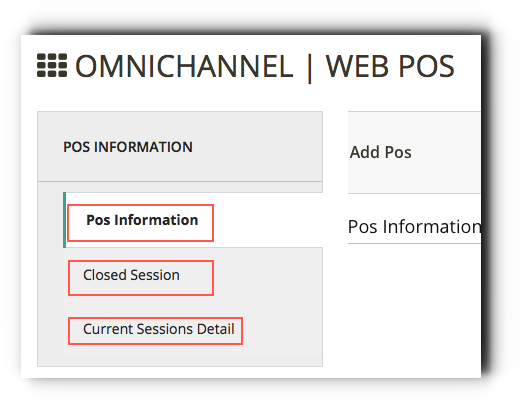 OMNICHANNEL | WEB POS
POS INFORMATION
Pos Information
Closed Session
Current Sessions Detail
Add Pos
Pos Information